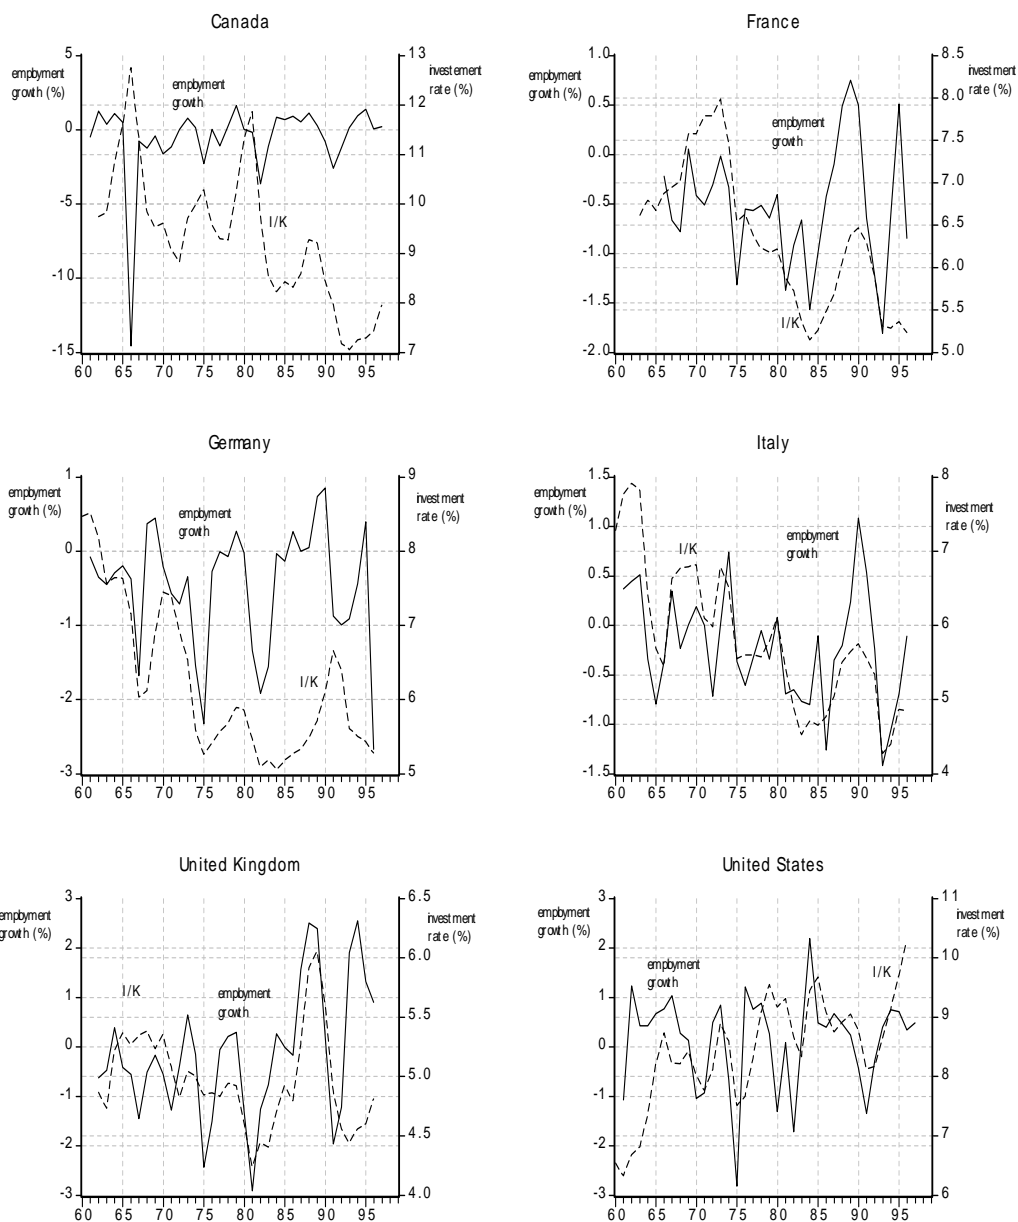 Canada
employment
growth (%)
investement
rate (%)
employment
growth
I/K
5
0
-5
-10
-15
13
12
11
10
9
8
7
60 65 70 75 80 85 90 95
France
employment
growth (%)
investment
rate (%)
employment
growth
I/K
1.0
0.5
0.0
-0.5
-1.0
-1.5
-2.0
8.5
8.0
7.5
7.0
6.5
6.0
5.5
5.0
60 65 70 75 80 85 90 95
Germany
employment
growth (%)
investment
rate (%)
employment
growth
I/K
1
0
-1
-2
-3
9
8
7
6
5
60 65 70 75 80 85 90 95
Italy
employment
growth (%)
investment
rate (%)
employment
growth
I/K
1.5
1.0
0.5
0.0
-0.5
-1.0
-1.5
8
7
6
5
4
60 65 70 75 80 85 90 95
United Kingdom
employment
growth (%)
investment
rate (%)
I/K
employment
growth
3
2
1
0
-1
-2
-3
6.5
6.0
5.5
5.0
4.5
4.0
60 65 70 75 80 85 90 95
United States
employment
growth (%)
investment
rate (%)
employment
growth
I/K
3
2
1
0
-1
-2
-3
11
10
9
8
7
6
60 65 70 75 80 85 90 95